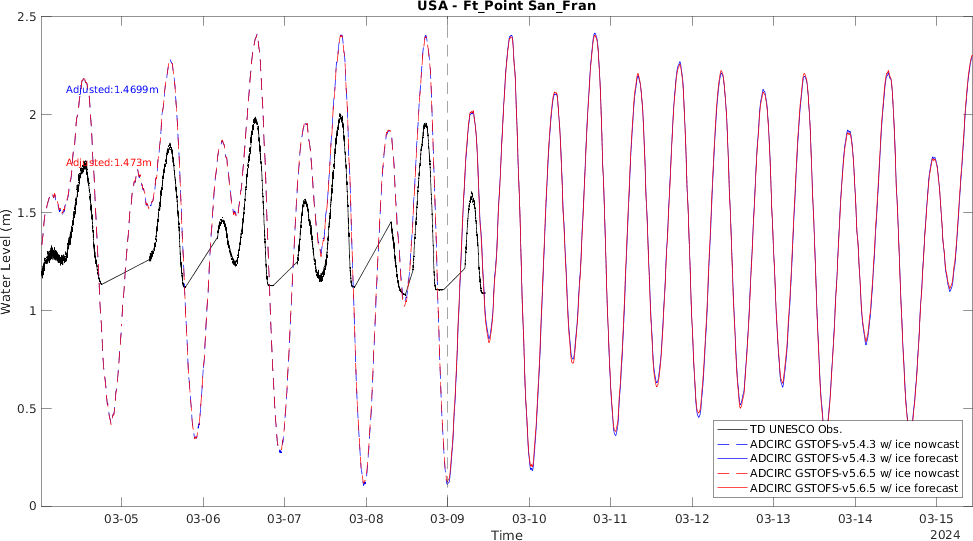 USA - Ft_Point San_Fran
2.5
2
1.5
1
0.5
0
Water Level (m)
Adjusted:1.4699m
Adjusted:1.473m
TD UNESCO Obs.
ADCIRC GSTOFS-v5.4.3 w/ ice nowcast
ADCIRC GSTOFS-v5.4.3 w/ ice forecast
ADCIRC GSTOFS-v5.6.5 w/ ice nowcast
ADCIRC GSTOFS-v5.6.5 w/ ice forecast
03-05 03-06 03-07 03-08 03-09 03-10 03-11 03-12 03-13 03-14 03-15
Time
2024